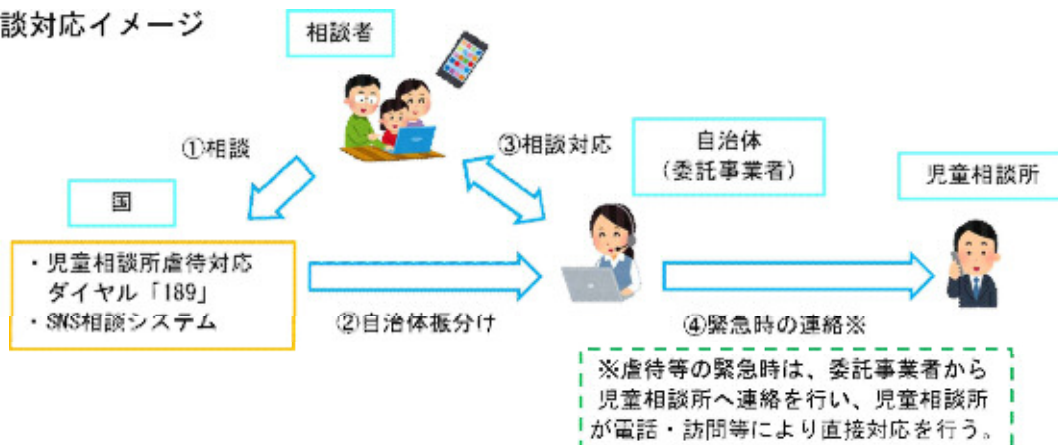 談対応イメージ
相談者
①相談
③相談対応
自治体
(委託事業者)
児童相談所
国
・児童相談所虐待対応
ダイヤル「189」
・SNS相談システム
②自治体振分け
④緊急時の連絡※
※虐待等の緊急時は、委託事業者から
児童相談所へ連絡を行い、児童相談所
が電話・訪問等により直接対応を行う。